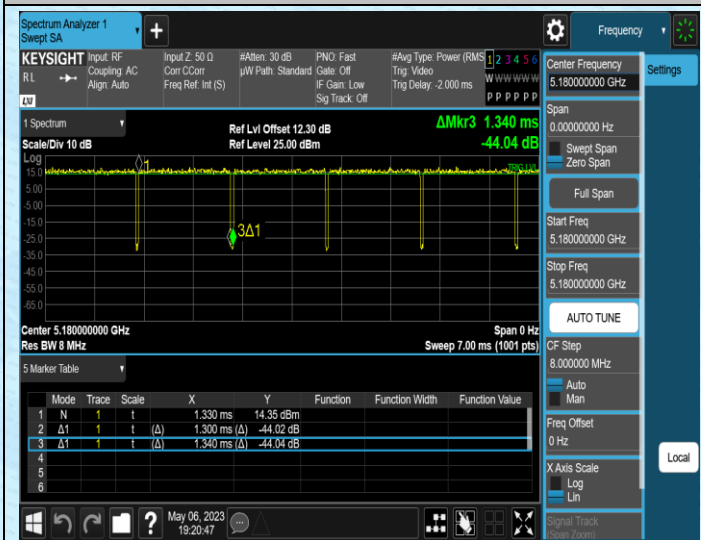 Spectrum Analyzer 1
Swept SA
Frequency
KEYSIGHT
RL
LXI
Input: RF
Coupling: AC
Align: Auto
Input Z: 50 Ω
Corr CCorr
Freq Ref: Int (S)
#Atten: 30 dB
µW Path: Standard
PNO: Fast
Gate: Off
IF Gain: Low
Sig Track: Off
#Avg Type: Power (RMS
Trig: Video
Trig Delay: -2.000 ms
1 2 3 4 5 6
W W W W W W
P P P P P P
1 Spectrum
Scale/Div 10 dB
Ref Lvl Offset 12.30 dB
Ref Level 25.00 dBm
ΔMkr3 1.340 ms
-44.04 dB
Log
15.0
5.00
-5.00
-15.0
-25.0
-35.0
-45.0
-55.0
-65.0
1
3Δ1
TRIG LVL
Center 5.180000000 GHz
Res BW 8 MHz
Span 0 Hz
Sweep 7.00 ms (1001 pts)
5 Marker Table
Mode Trace Scale X Y Function Function Width Function Value
1 N 1 t 1.330 ms 14.35 dBm
2 Δ1 1 t (Δ) 1.300 ms (Δ) -44.02 dB
3 Δ1 1 t (Δ) 1.340 ms (Δ) -44.04 dB
4
5
6
May 06, 2023
19:20:47
Center Frequency
5.180000000 GHz
Settings
Span
0.00000000 Hz
Swept Span
Zero Span
Full Span
Start Freq
5.180000000 GHz
Stop Freq
5.180000000 GHz
AUTO TUNE
CF Step
8.000000 MHz
Auto
Man
Freq Offset
0 Hz
X Axis Scale
Log
Lin
Local
Signal Track
(Span Zoom)